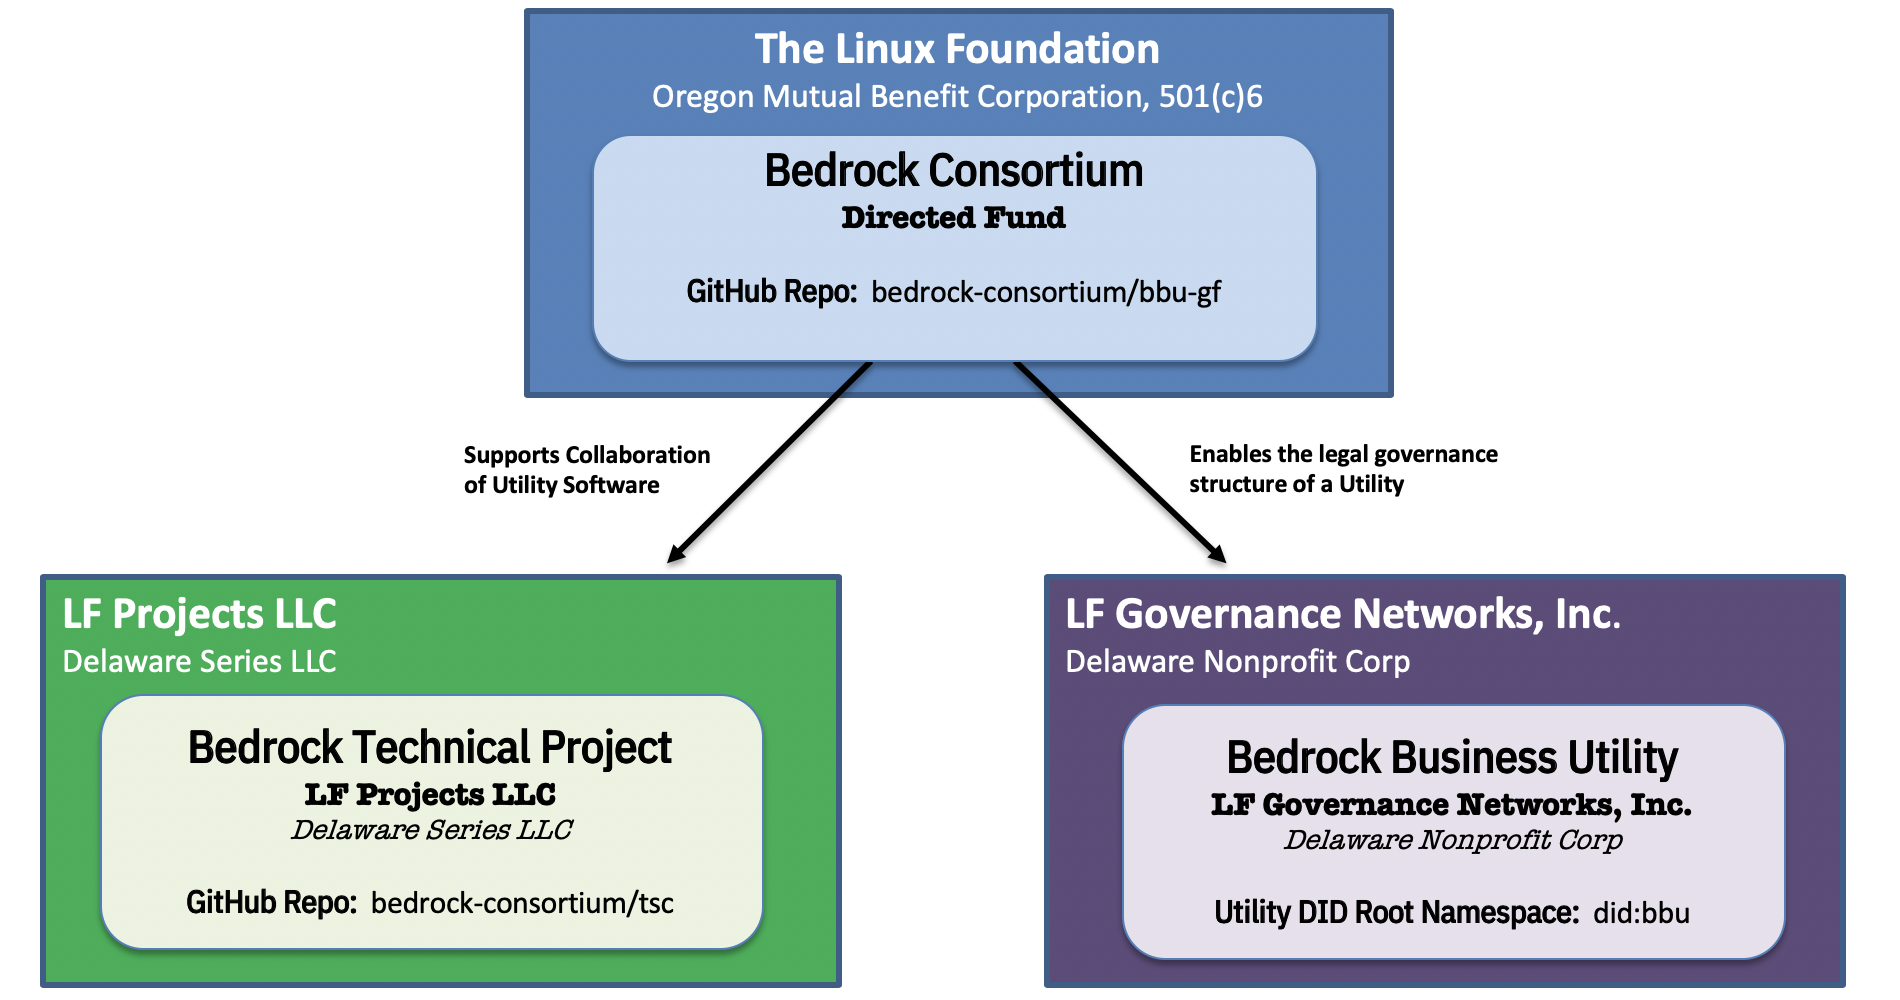 The Linux Foundation
Oregon Mutual Benefit Corporation, 501(c)6
Bedrock Consortium
Directed Fund
GitHub Repo: bedrock-consortium/bbu-gf
Supports Collaboration
of Utility Software
Enables the legal governance
structure of a Utility
LF Projects LLC
Delaware Series LLC
Bedrock Technical Project
LF Projects LLC
Delaware Series LLC
GitHub Repo: bedrock-consortium/tsc
LF Governance Networks, Inc.
Delaware Nonprofit Corp
Bedrock Business Utility
LF Governance Networks, Inc.
Delaware Nonprofit Corp
Utility DID Root Namespace: did:bbu